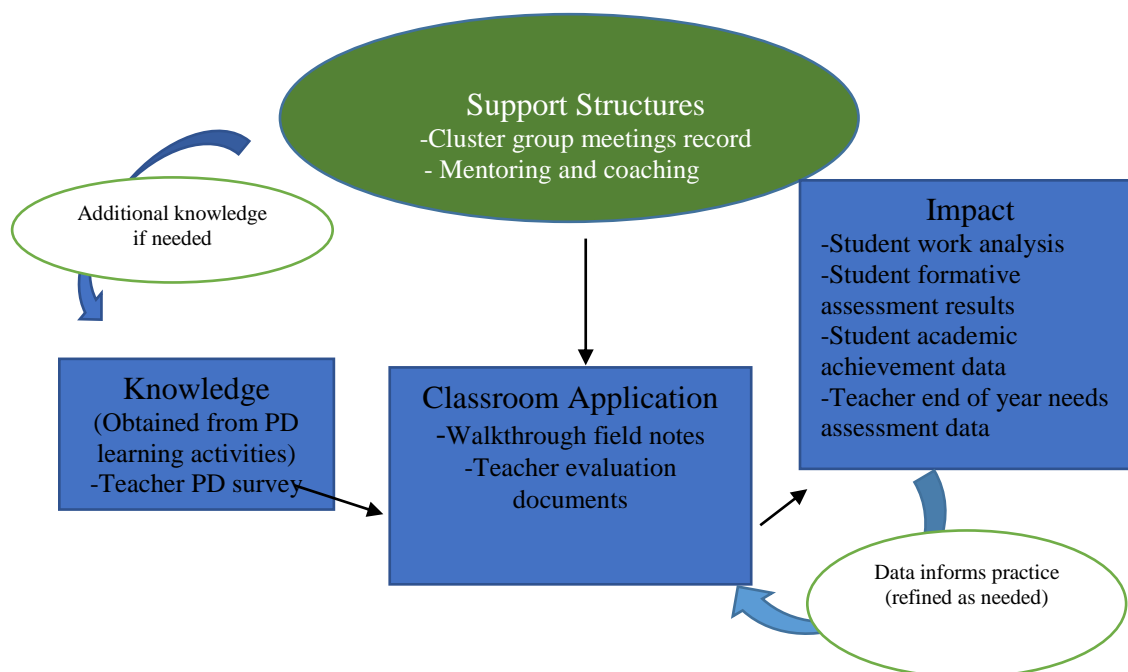 Support Structures
-Cluster group meetings record
- Mentoring and coaching
Additional knowledge
if needed
Impact
-Student work analysis
-Student formative
assessment results
-Student academic
achievement data
-Teacher end of year needs
assessment data
Knowledge
(Obtained from PD
learning activities)
-Teacher PD survey
Classroom Application
-Walkthrough field notes
-Teacher evaluation
documents
Data informs practice
(refined as needed)